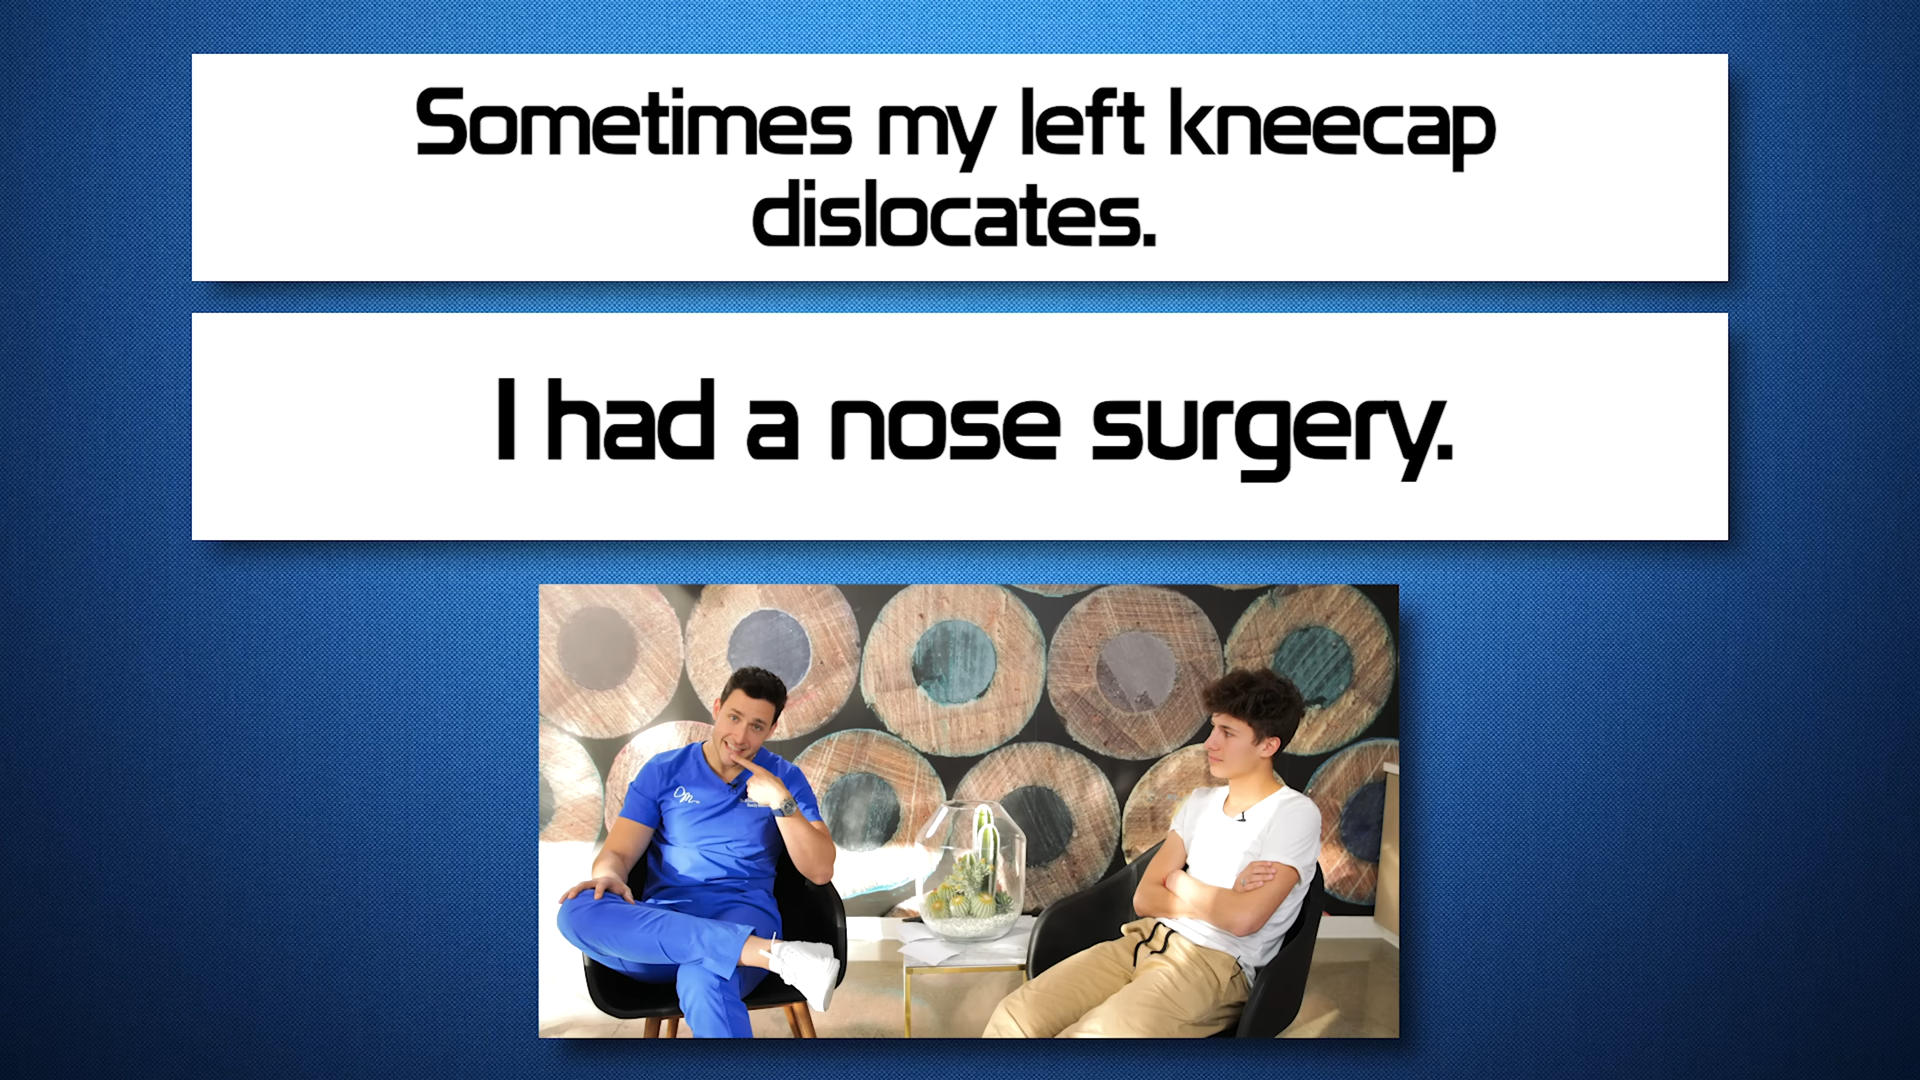 Sometimes my left kneecap
dislocates.
I had a nose surgery.